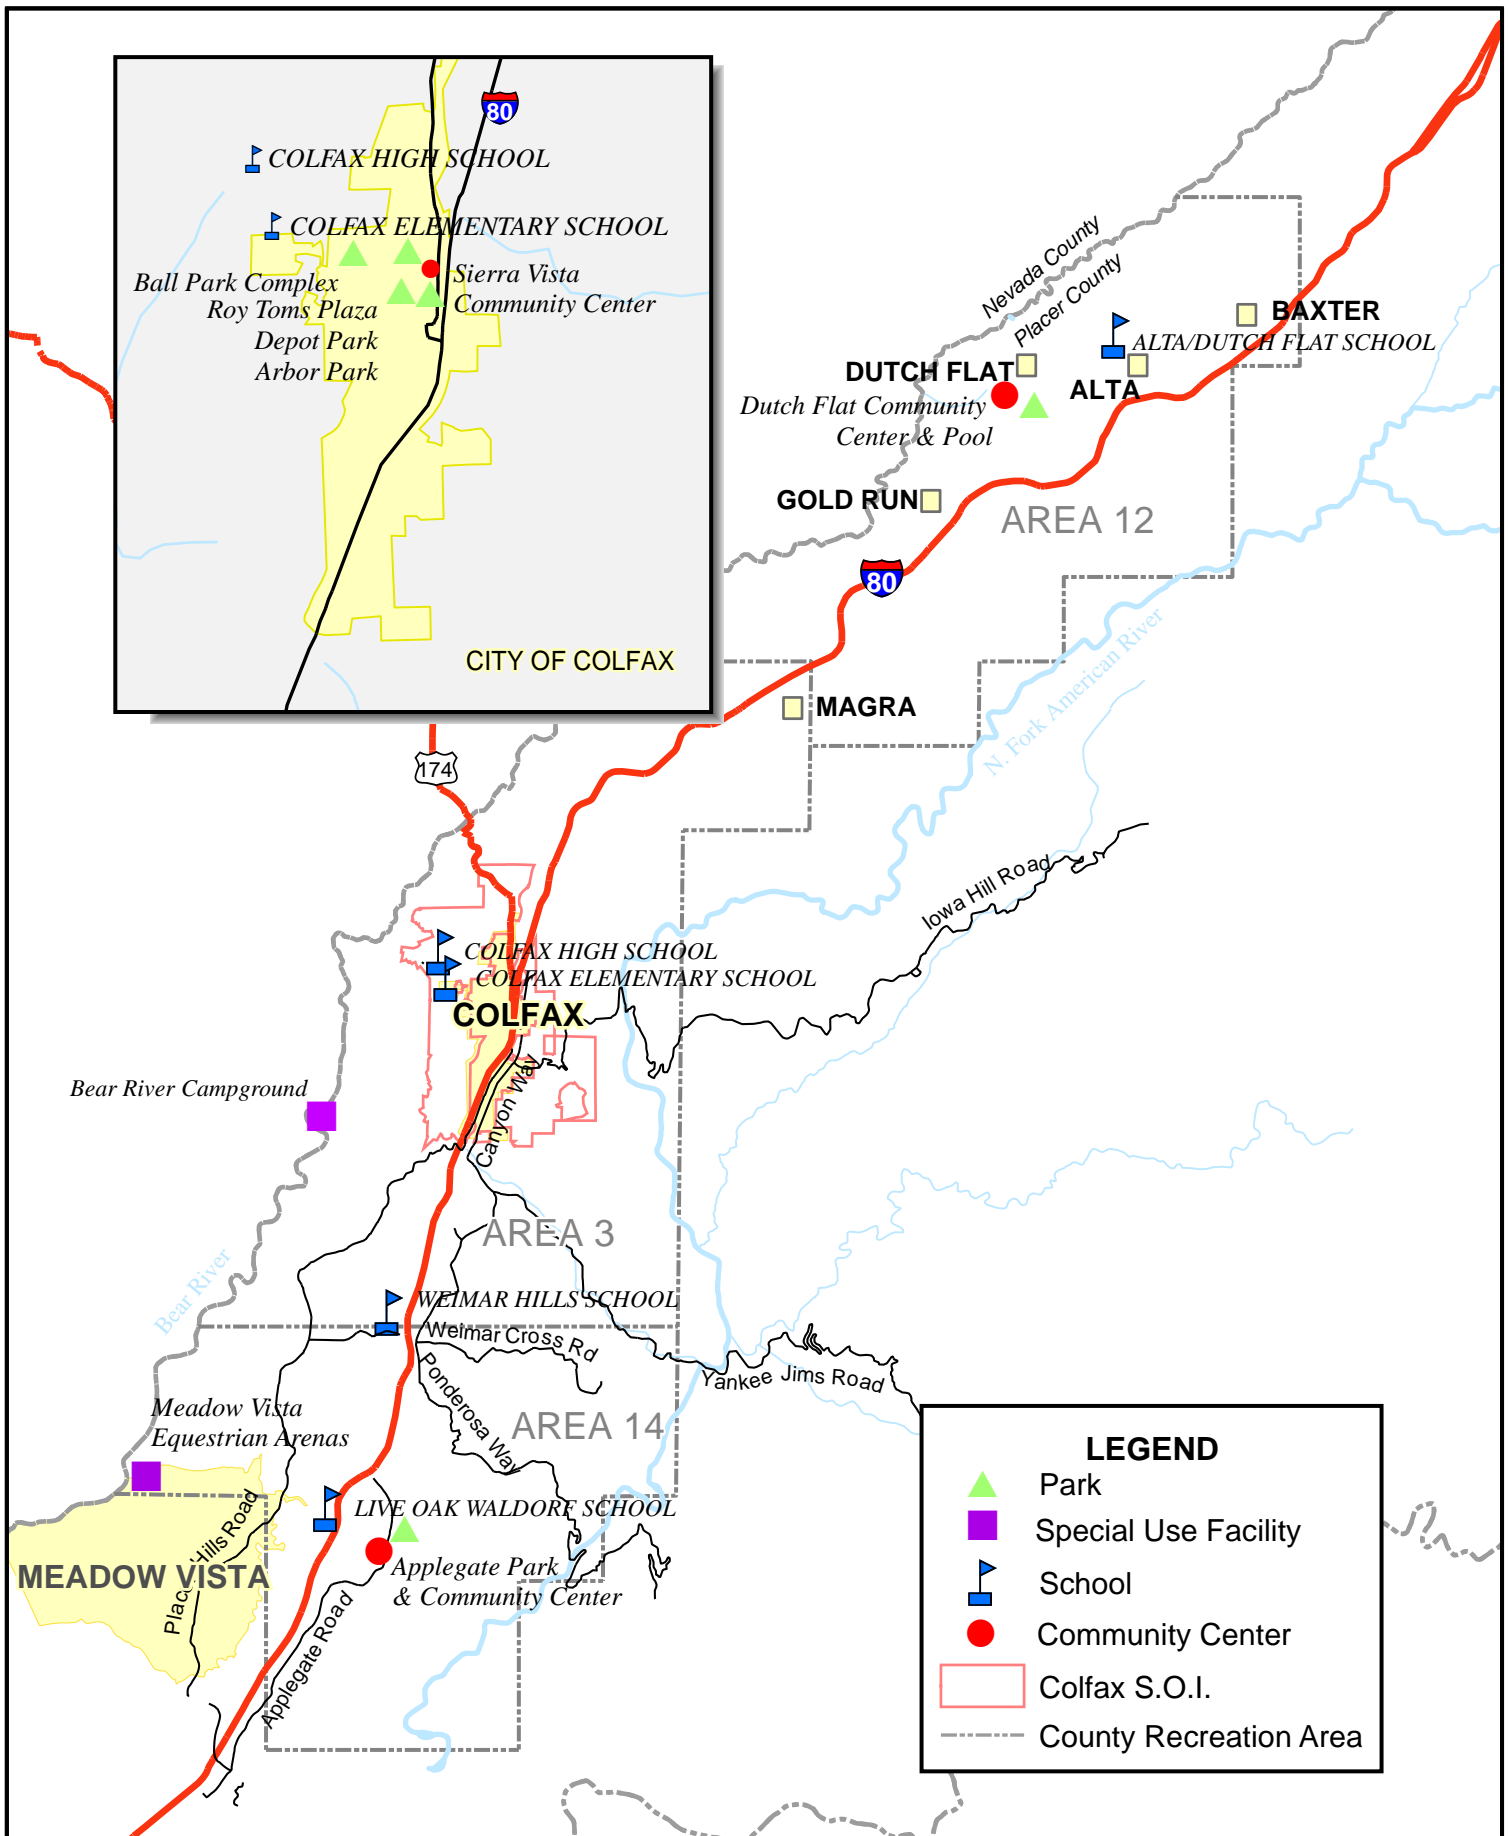 80
COLFAX HIGH SCHOOL
COLFAX ELEMENTARY SCHOOL
Ball Park Complex
Roy Toms Plaza
Depot Park
Arbor Park
Sierra Vista
Community Center
CITY OF COLFAX
Nevada County
Placer County
BAXTER
ALTA/DUTCH FLAT SCHOOL
DUTCH FLAT
ALTA
Dutch Flat Community
Center & Pool
GOLD RUN
AREA 12
80
N. Fork American River
MAGRA
174
Iowa Hill Road
COLFAX HIGH SCHOOL
COLFAX ELEMENTARY SCHOOL
COLFAX
Canyon Way
Bear River Campground
Bear River
AREA 3
WEIMAR HILLS SCHOOL
Weimar Cross Rd
Yankee Jims Road
Ponderosa Way
AREA 14
Meadow Vista
Equestrian Arenas
LIVE OAK WALDORF SCHOOL
Placer Hills Road
MEADOW VISTA
Applegate Park
& Community Center
Applegate Road
LEGEND
Park
Special Use Facility
School
Community Center
Colfax S.O.I.
County Recreation Area